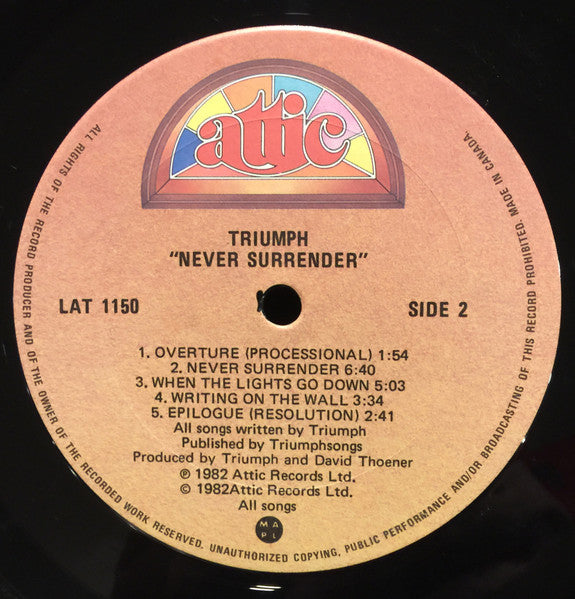 attic
TRIUMPH
"NEVER SURRENDER"
LAT 1150
SIDE 2
1. OVERTURE (PROCESSIONAL) 1:54
2. NEVER SURRENDER 6:40
3. WHEN THE LIGHTS GO DOWN 5:03
4. WRITING ON THE WALL 3:34
5. EPILOGUE (RESOLUTION) 2:41
All songs written by Triumph
Published by Triumphsongs
Produced by Triumph and David Thoener
℗ 1982 Attic Records Ltd.
© 1982Attic Records Ltd.
All songs
M A
P L
ALL RIGHTS OF THE RECORD PRODUCER AND OF THE OWNER OF THE RECORDED WORK RESERVED. UNAUTHORIZED COPYING, PUBLIC PERFORMANCE AND/OR BROADCASTING OF THIS RECORD PROHIBITED. MADE IN CANADA.